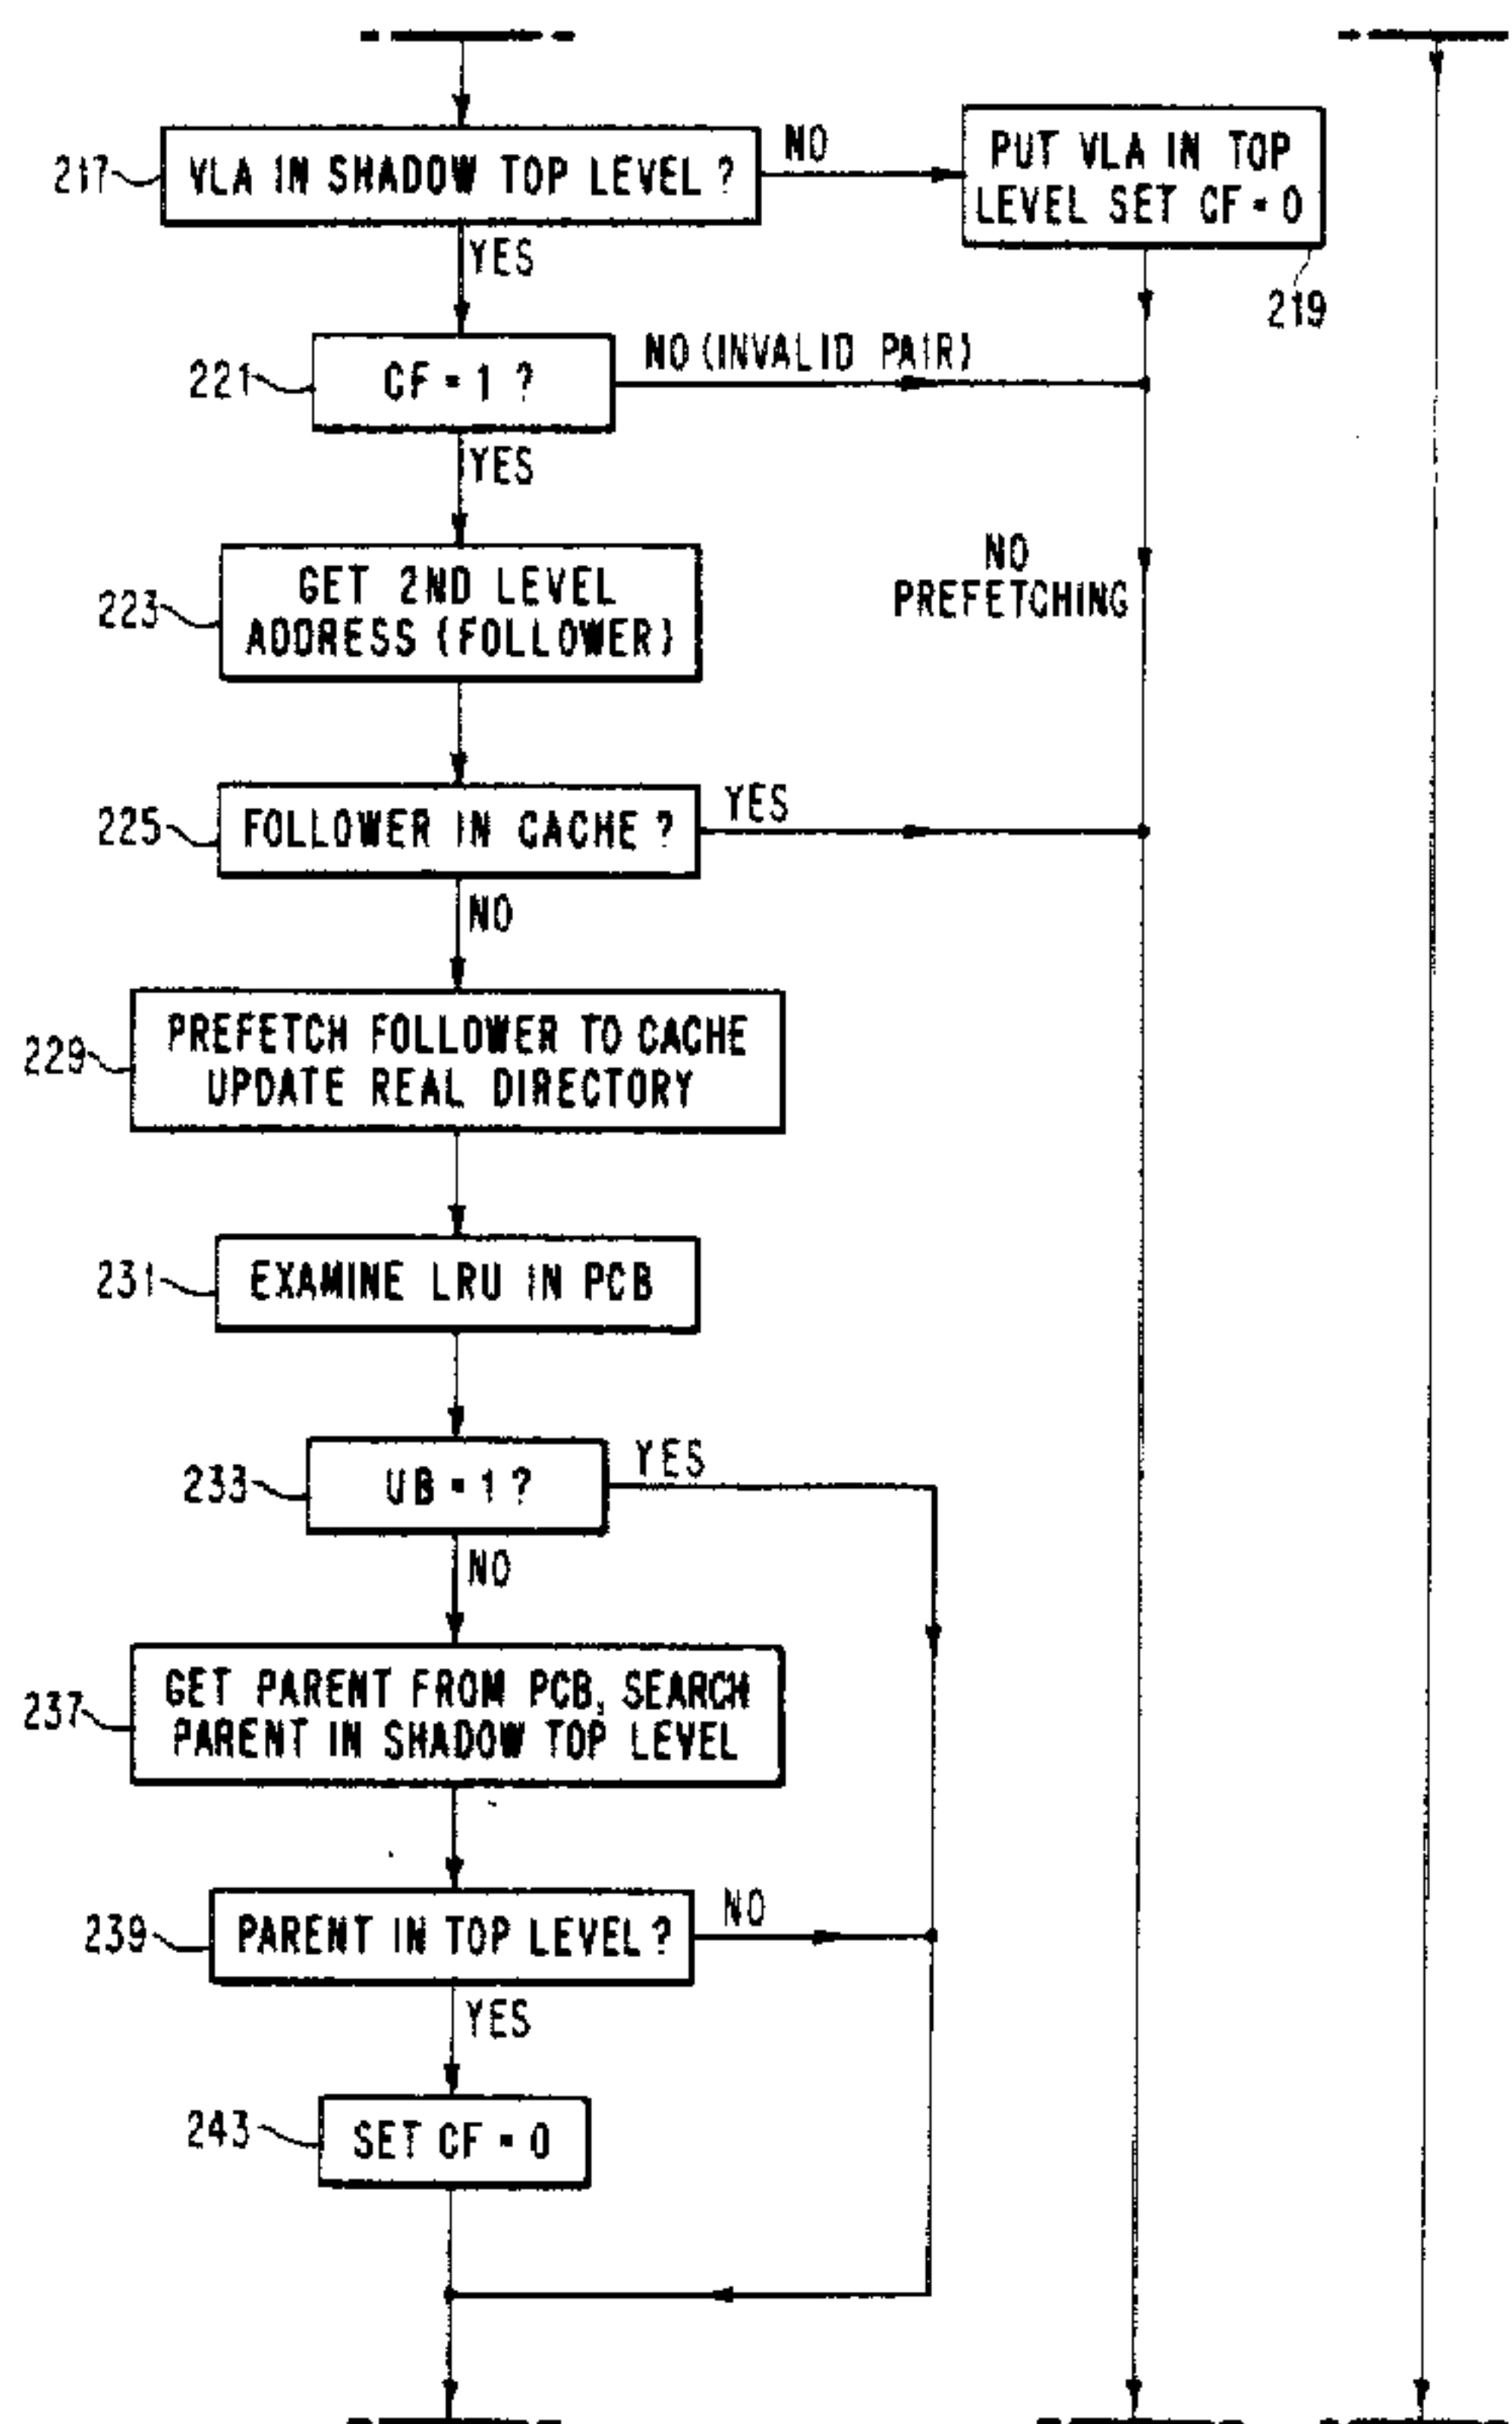 217
VLA IN SHADOW TOP LEVEL ?
NO
PUT VLA IN TOP
LEVEL SET CF = 0
219
YES
221
CF = 1 ?
NO (INVALID PAIR)
YES
NO
PREFETCHING
223
GET 2ND LEVEL
ADDRESS (FOLLOWER)
225
FOLLOWER IN CACHE ?
YES
NO
229
PREFETCH FOLLOWER TO CACHE
UPDATE REAL DIRECTORY
231
EXAMINE LRU IN PCB
233
UB = 1 ?
YES
NO
237
GET PARENT FROM PCB, SEARCH
PARENT IN SHADOW TOP LEVEL
239
PARENT IN TOP LEVEL ?
NO
YES
243
SET CF = 0